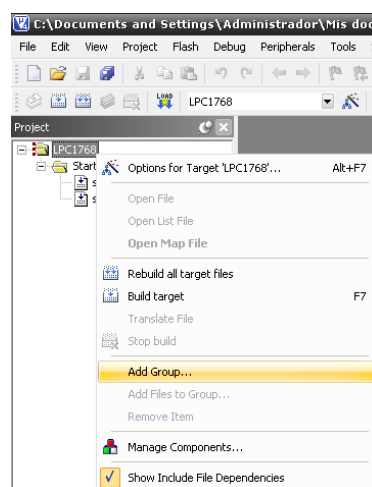 C:\Documents and Settings\Administrador\Mis do
File Edit View Project Flash Debug Peripherals Tools
LOAD LPC1768
Project
LPC1768
Start
s
s
Options for Target 'LPC1768'... Alt+F7
Open File
Open List File
Open Map File
Rebuild all target files
Build target F7
Translate File
Stop build
Add Group...
Add Files to Group...
Remove Item
Manage Components...
Show Include File Dependencies